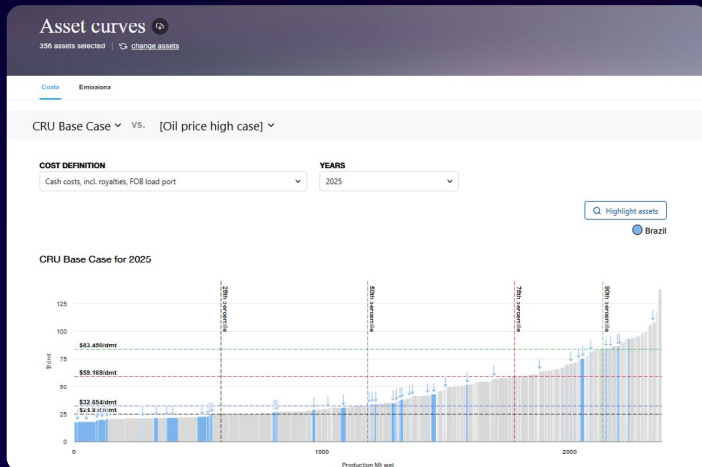 Asset curves
356 assets selected | change assets
Costs Emissions
CRU Base Case vs. [Oil price high case]
COST DEFINITION YEARS
Cash costs, incl. royalties, FOB load port 2025
Highlight assets
Brazil
CRU Base Case for 2025
25th percentile 50th percentile 75th percentile 90th percentile
125
100
$/dmt
$83.450/dmt
75
$59.169/dmt
50
$32.654/dmt
25
0
0 1000 2000
Production Mt wet